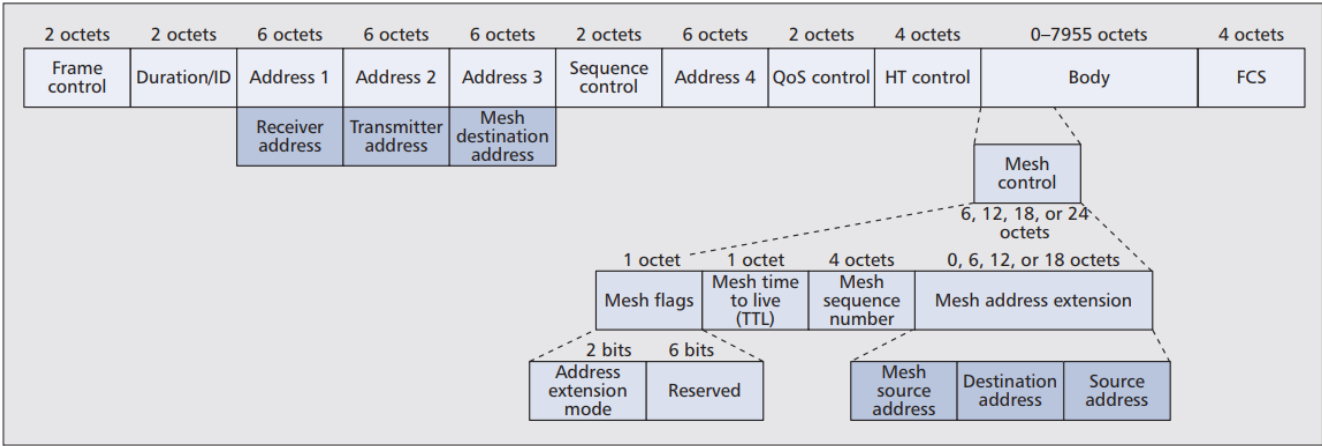 2 octets 2 octets 6 octets 6 octets 6 octets 2 octets 6 octets 2 octets 4 octets 0–7955 octets 4 octets
Frame control Duration/ID Address 1 Address 2 Address 3 Sequence control Address 4 QoS control HT control Body FCS
Receiver address Transmitter address Mesh destination address
Mesh control
6, 12, 18, or 24 octets
1 octet 1 octet 4 octets 0, 6, 12, or 18 octets
Mesh flags Mesh time to live (TTL) Mesh sequence number Mesh address extension
2 bits 6 bits
Address extension mode Reserved
Mesh source address Destination address Source address